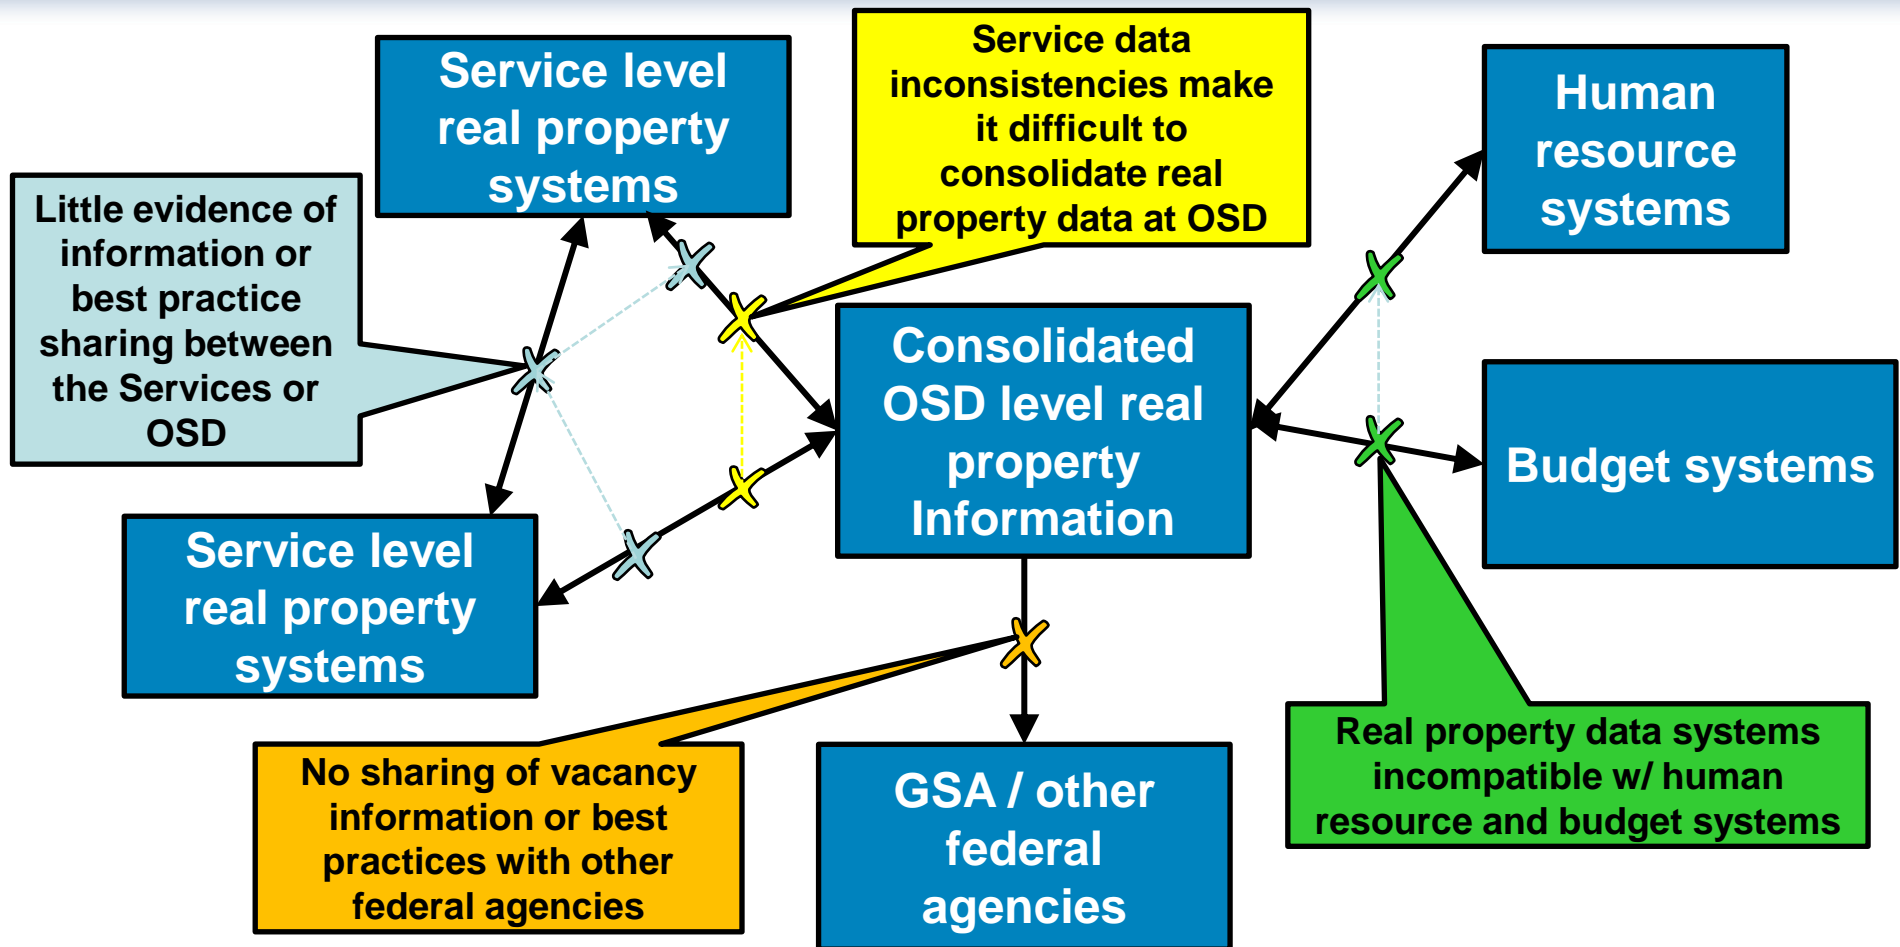 Service level
real property
systems
Service data
inconsistencies make
it difficult to
consolidate real
property data at OSD
Human
resource
systems
Little evidence of
information or
best practice
sharing between
the Services or
OSD
Consolidated
OSD level real
property
Information
Budget systems
Service level
real property
systems
No sharing of vacancy
information or best
practices with other
federal agencies
GSA / other
federal
agencies
Real property data systems
incompatible w/ human
resource and budget systems